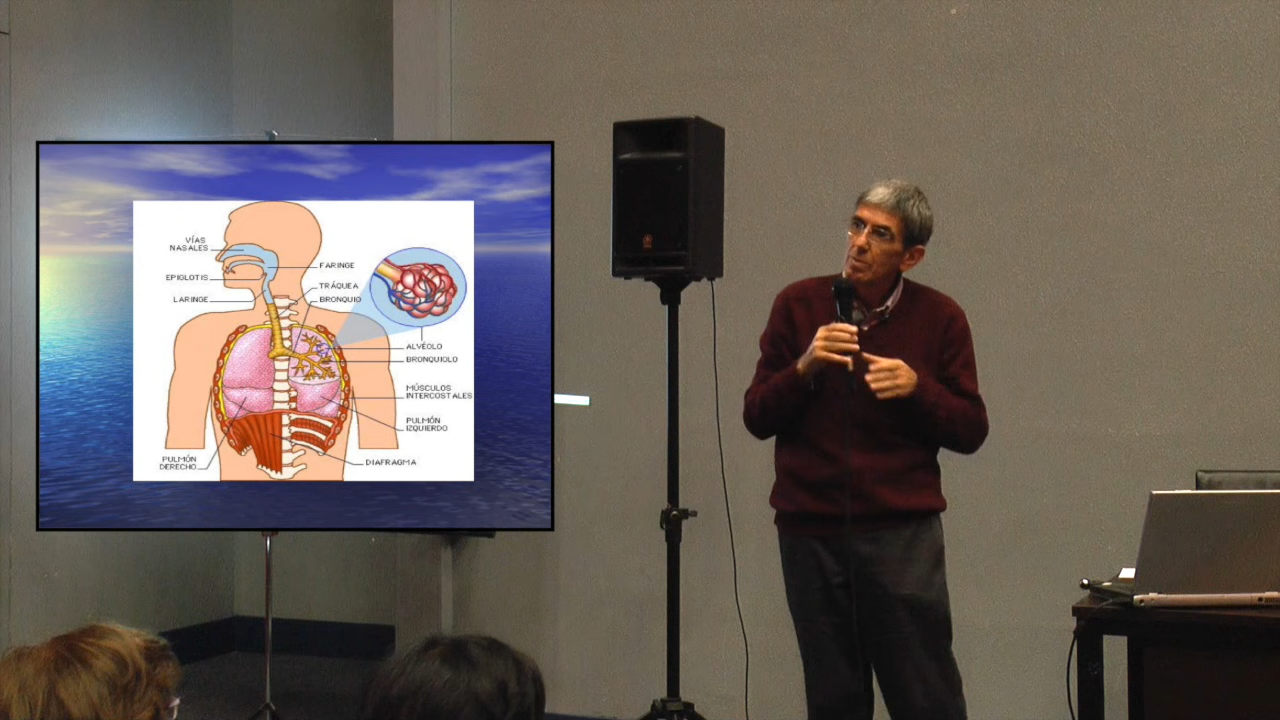 VÍAS
NASALES
EPIGLOTIS
LARINGE
FARINGE
TRÁQUEA
BRONQUIO
ALVÉOLO
BRONQUIOLO
MÚSCULOS
INTERCOSTALES
PULMÓN
IZQUIERDO
PULMÓN
DERECHO
DIAFRAGMA